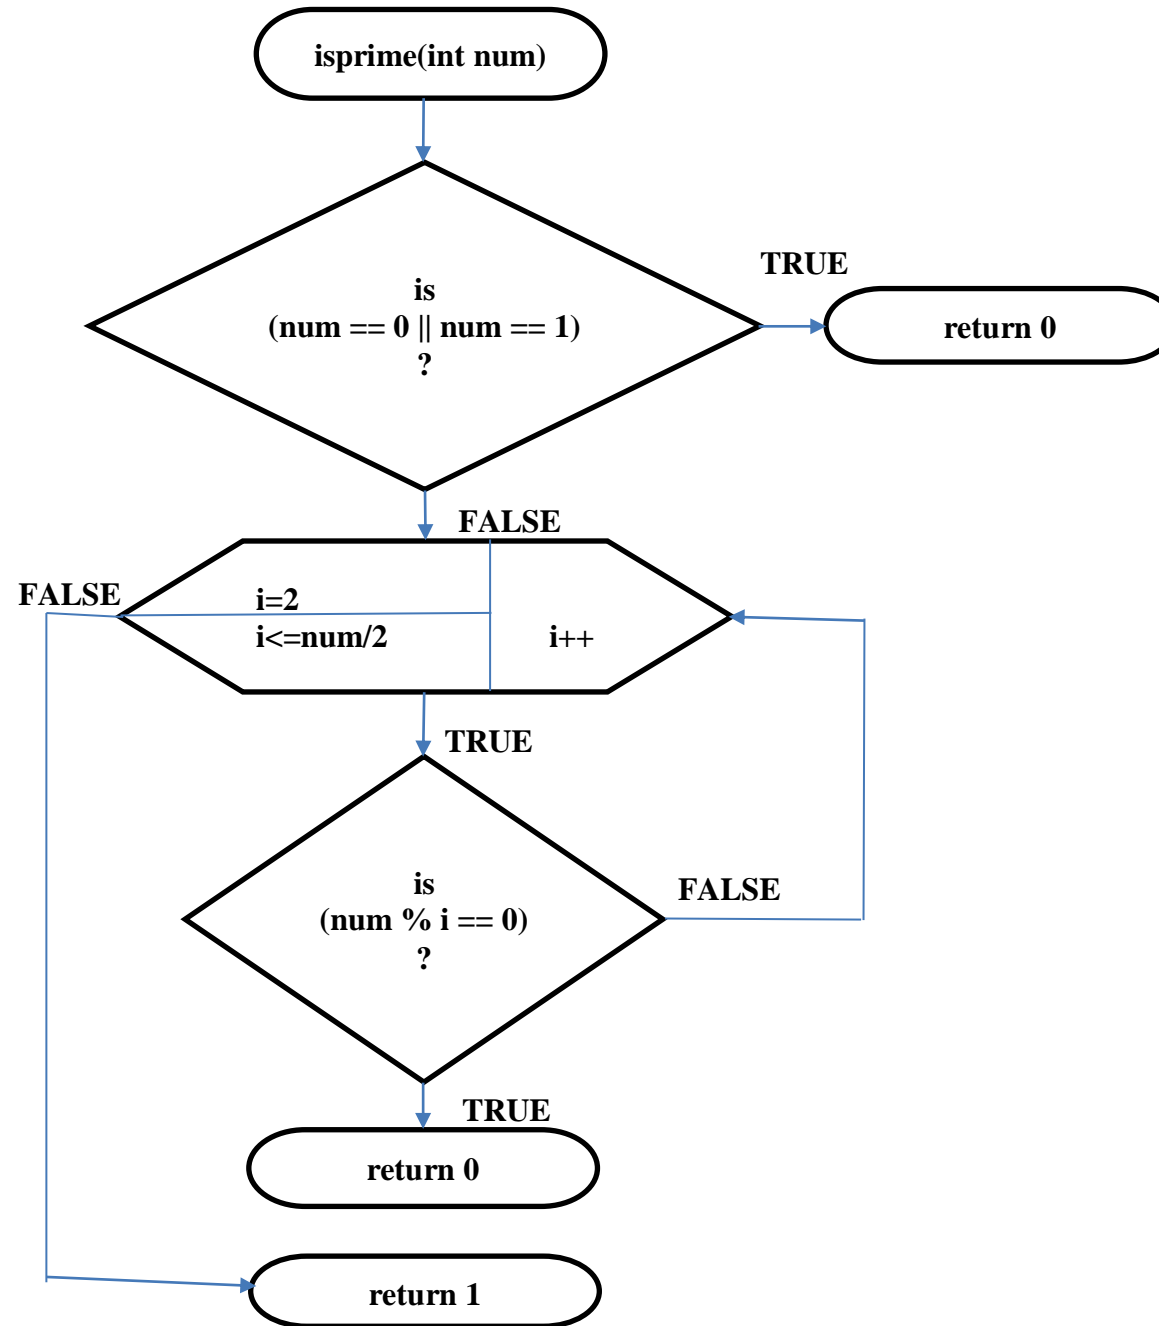 isprime(int num)
is
(num == 0 || num == 1)
?
TRUE
return 0
FALSE
FALSE
i=2
i<=num/2
i++
TRUE
is
(num % i == 0)
?
FALSE
TRUE
return 0
return 1